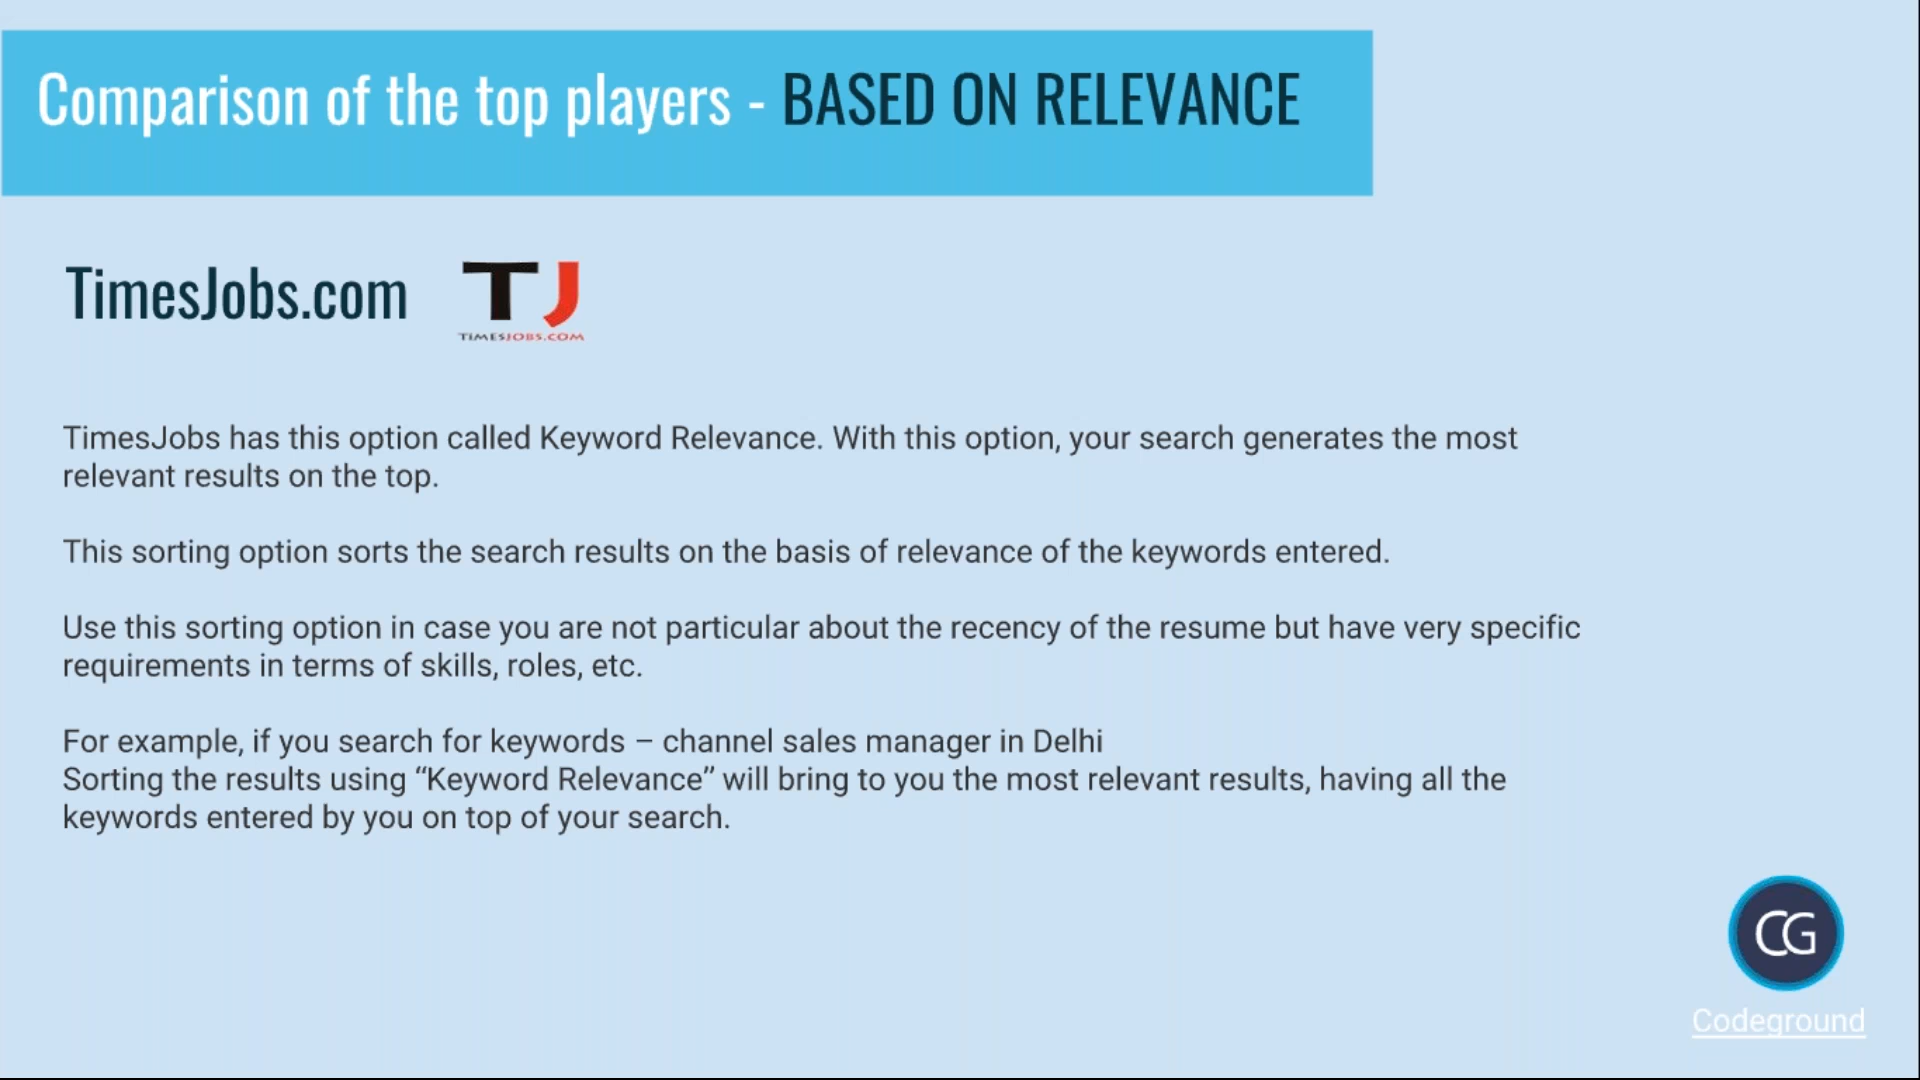 Comparison of the top players - BASED ON RELEVANCE
TimesJobs.com
TJ
TIMESJOBS.COM
TimesJobs has this option called Keyword Relevance. With this option, your search generates the most
relevant results on the top.
This sorting option sorts the search results on the basis of relevance of the keywords entered.
Use this sorting option in case you are not particular about the recency of the resume but have very specific
requirements in terms of skills, roles, etc.
For example, if you search for keywords – channel sales manager in Delhi
Sorting the results using “Keyword Relevance” will bring to you the most relevant results, having all the
keywords entered by you on top of your search.
CG
Codeground